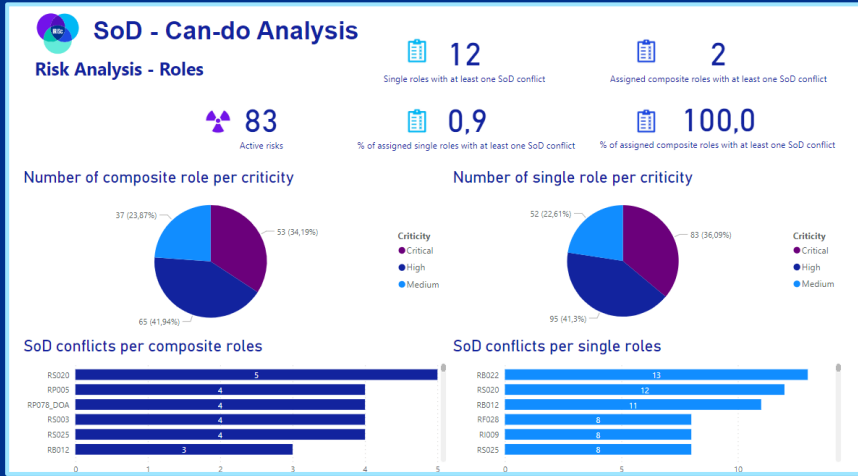 RISc
SoD - Can-do Analysis
Risk Analysis - Roles
12
Single roles with at least one SoD conflict
2
Assigned composite roles with at least one SoD conflict
83
Active risks
0,9
% of assigned single roles with at least one SoD conflict
100,0
% of assigned composite roles with at least one SoD conflict
Number of composite role per criticity
37 (23,87%)
53 (34,19%)
65 (41,94%)
Criticity
Critical
High
Medium
Number of single role per criticity
52 (22,61%)
83 (36,09%)
95 (41,3%)
Criticity
Critical
High
Medium
SoD conflicts per composite roles
RS020 5
RP005 4
RP078_DOA 4
RS003 4
RS025 4
RB012 3
0 1 2 3 4 5
SoD conflicts per single roles
RB022 13
RS020 12
RB012 11
RF028 8
RI009 8
RS025 8
0 5 10